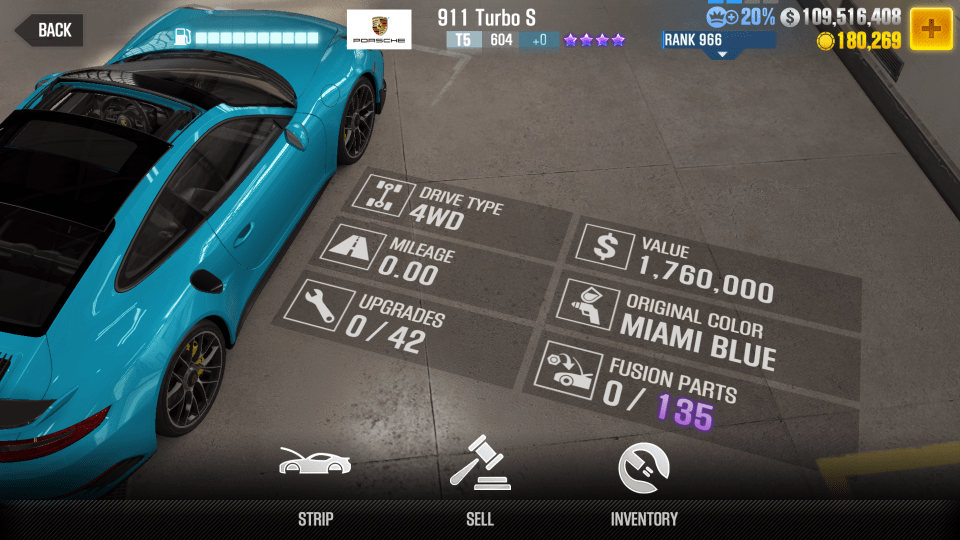 BACK
PORSCHE
911 Turbo S
T5 604 +0
20% $ 109,516,408
RANK 966
180,269
DRIVE TYPE
4WD
MILEAGE
0.00
UPGRADES
0/42
$ VALUE
1,760,000
ORIGINAL COLOR
MIAMI BLUE
FUSION PARTS
0/135
STRIP
SELL
INVENTORY